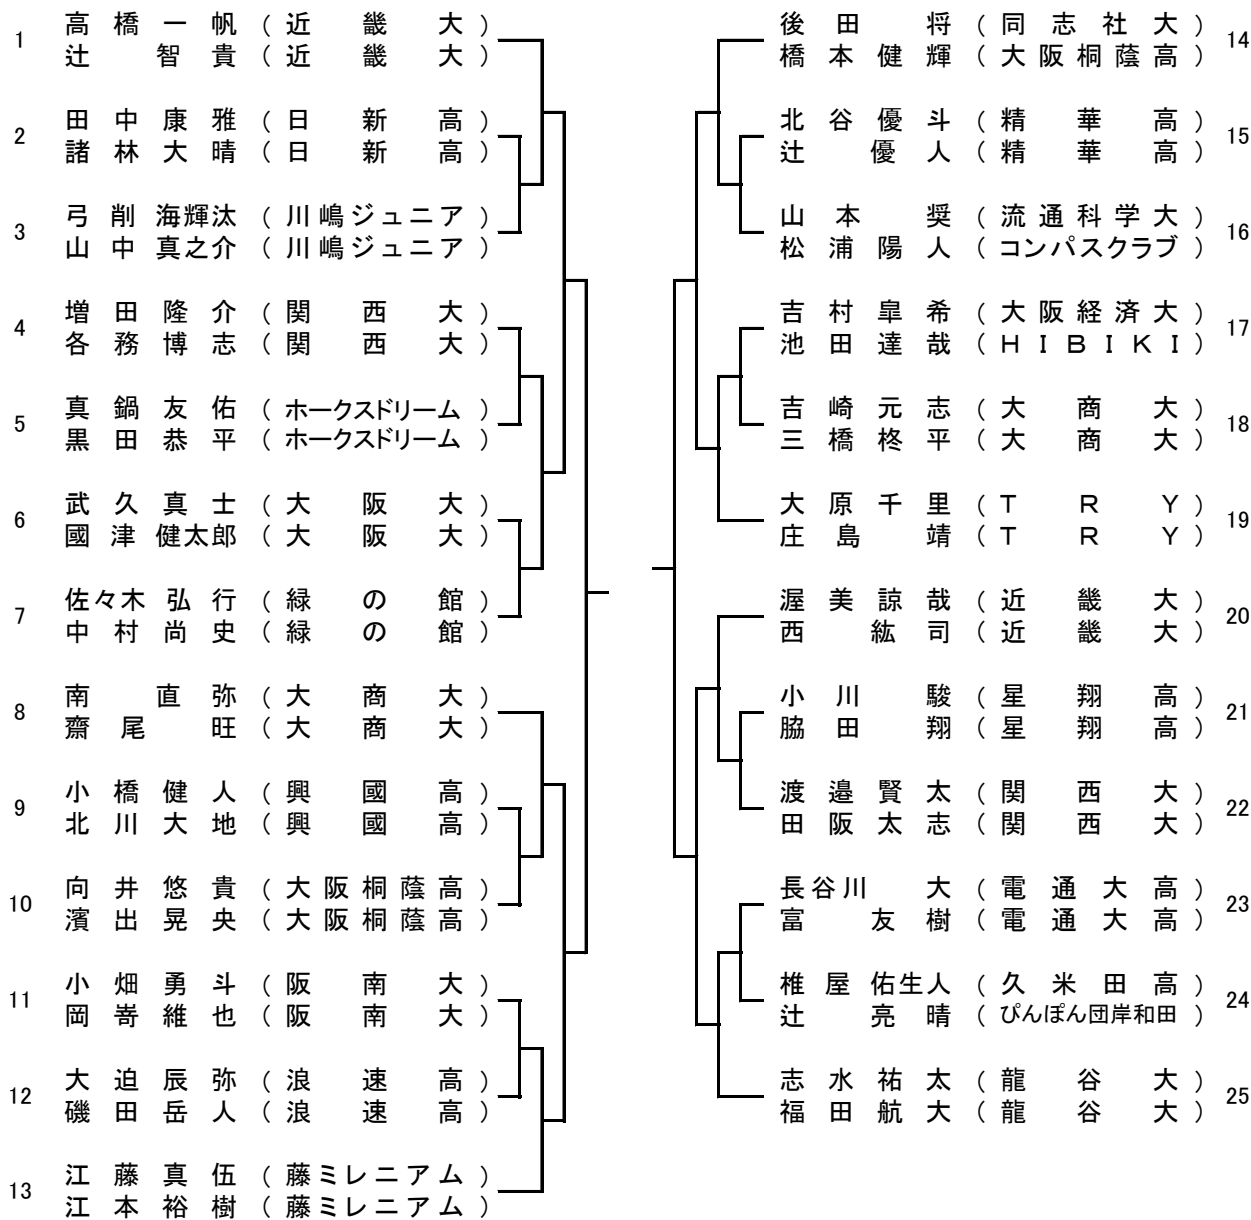 1 高橋一帆 (近畿大)
辻智貴 (近畿大)
2 田中康雅 (日新高)
諸林大晴 (日新高)
3 弓削海輝汰 (川嶋ジュニア)
山中真之介 (川嶋ジュニア)
4 増田隆介 (関西大)
各務博志 (関西大)
5 真鍋友佑 (ホークスドリーム)
黒田恭平 (ホークスドリーム)
6 武久真士 (大阪大)
國津健太郎 (大阪大)
7 佐々木弘行 (緑の館)
中村尚史 (緑の館)
8 南直弥 (大商大)
齋尾旺 (大商大)
9 小橋健人 (興國高)
北川大地 (興國高)
10 向井悠貴 (大阪桐蔭高)
濱出晃央 (大阪桐蔭高)
11 小畑勇斗 (阪南大)
岡嵜維也 (阪南大)
12 大迫辰弥 (浪速高)
磯田岳人 (浪速高)
13 江藤真伍 (藤ミレニアム)
江本裕樹 (藤ミレニアム)
後田将 (同志社大) 14
橋本健輝 (大阪桐蔭高)
北谷優斗 (精華高) 15
辻優人 (精華高)
山本奨 (流通科学大) 16
松浦陽人 (コンパスクラブ)
吉村皐希 (大阪経済大) 17
池田達哉 (HIBIKI)
吉崎元志 (大商大) 18
三橋柊平 (大商大)
大原千里 (TRY) 19
庄島靖 (TRY)
渥美諒哉 (近畿大) 20
西紘司 (近畿大)
小川駿 (星翔高) 21
脇田翔 (星翔高)
渡邉賢太 (関西大) 22
田阪太志 (関西大)
長谷川大 (電通大高) 23
富友樹 (電通大高)
椎屋佑生人 (久米田高) 24
辻亮晴 (ぴんぽん団岸和田)
志水祐太 (龍谷大) 25
福田航大 (龍谷大)